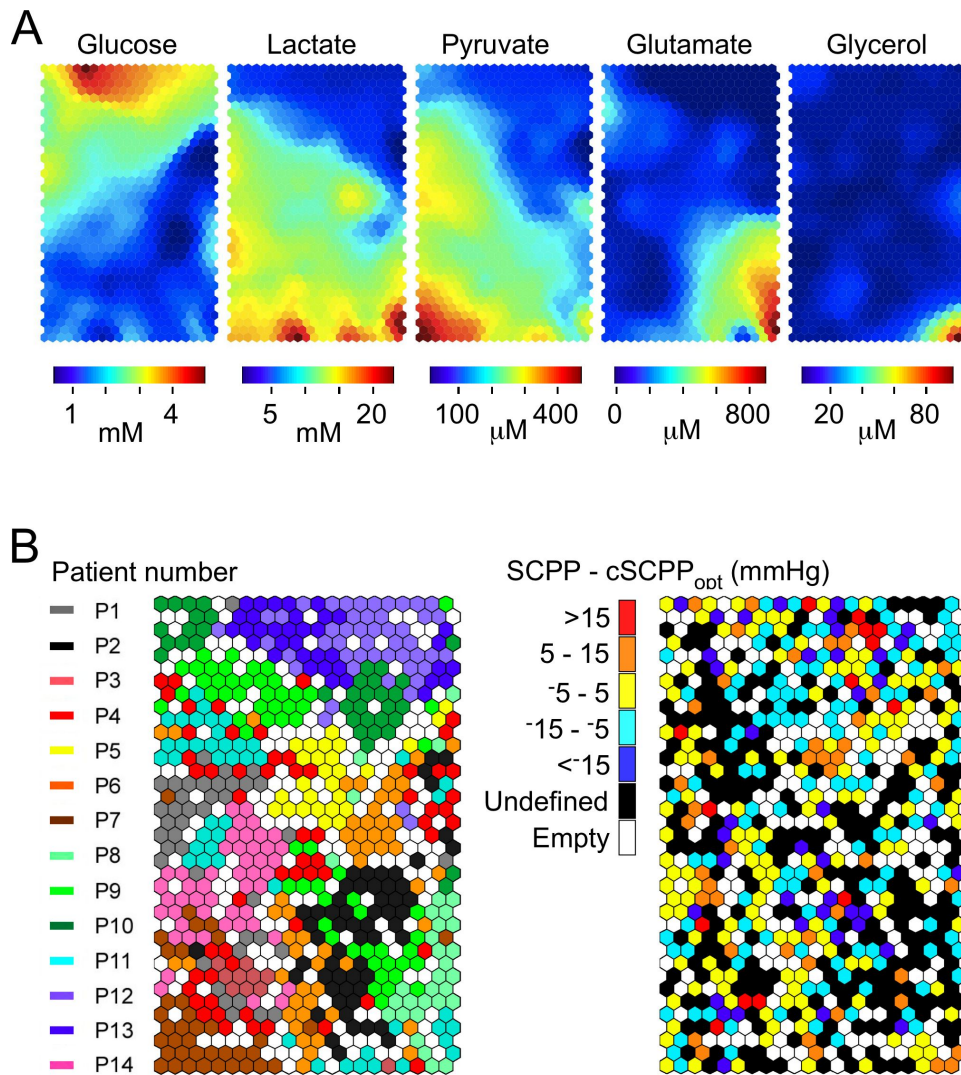 A
Glucose Lactate Pyruvate Glutamate Glycerol
1 4 5 20 100 400 0 800 20 80
mM mM µM µM µM
B
Patient number
P1
P2
P3
P4
P5
P6
P7
P8
P9
P10
P11
P12
P13
P14
SCPP - cSCPPopt (mmHg)
>15
5 - 15
-5 - 5
-15 - -5
<-15
Undefined
Empty